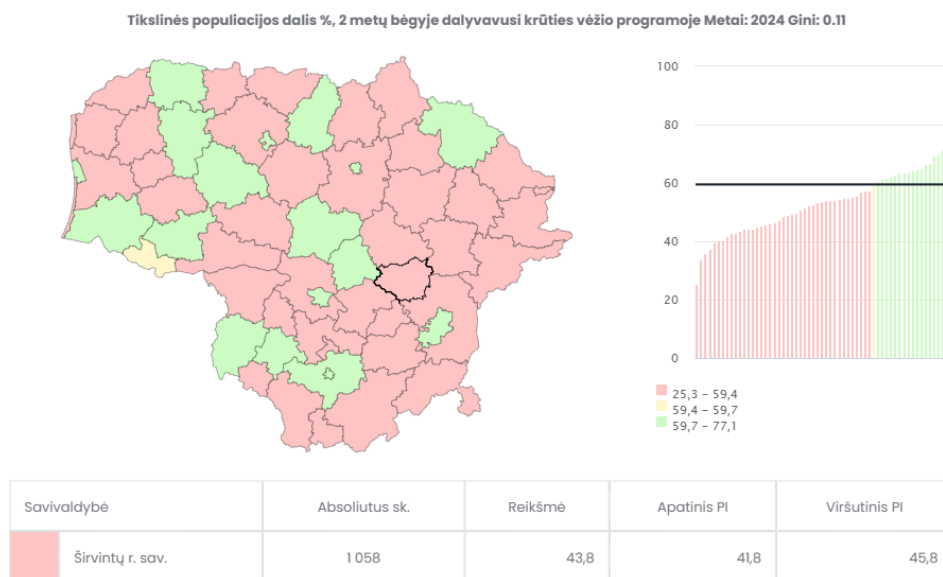 Tikslinės populiacijos dalis %, 2 metų bėgyje dalyvavusi krūties vėžio programoje Metai: 2024 Gini: 0.11
100
80
60
40
20
0
25,3 - 59,4
59,4 - 59,7
59,7 - 77,1
Savivaldybė Absoliutus sk. Reikšmė Apatinis PI Viršutinis PI
Širvintų r. sav. 1 058 43,8 41,8 45,8